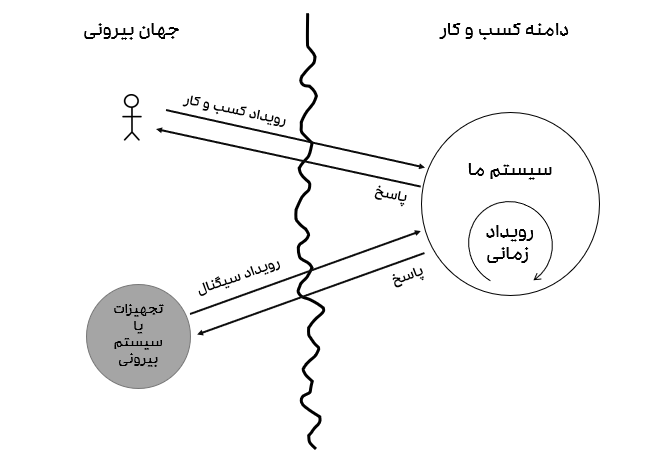 دامنه کسب و کار
جهان بیرونی
رویداد کسب و کار
پاسخ
سیستم ما
رویداد
زمانی
رویداد سیگنال
پاسخ
تجهیزات
یا
سیستم
بیرونی